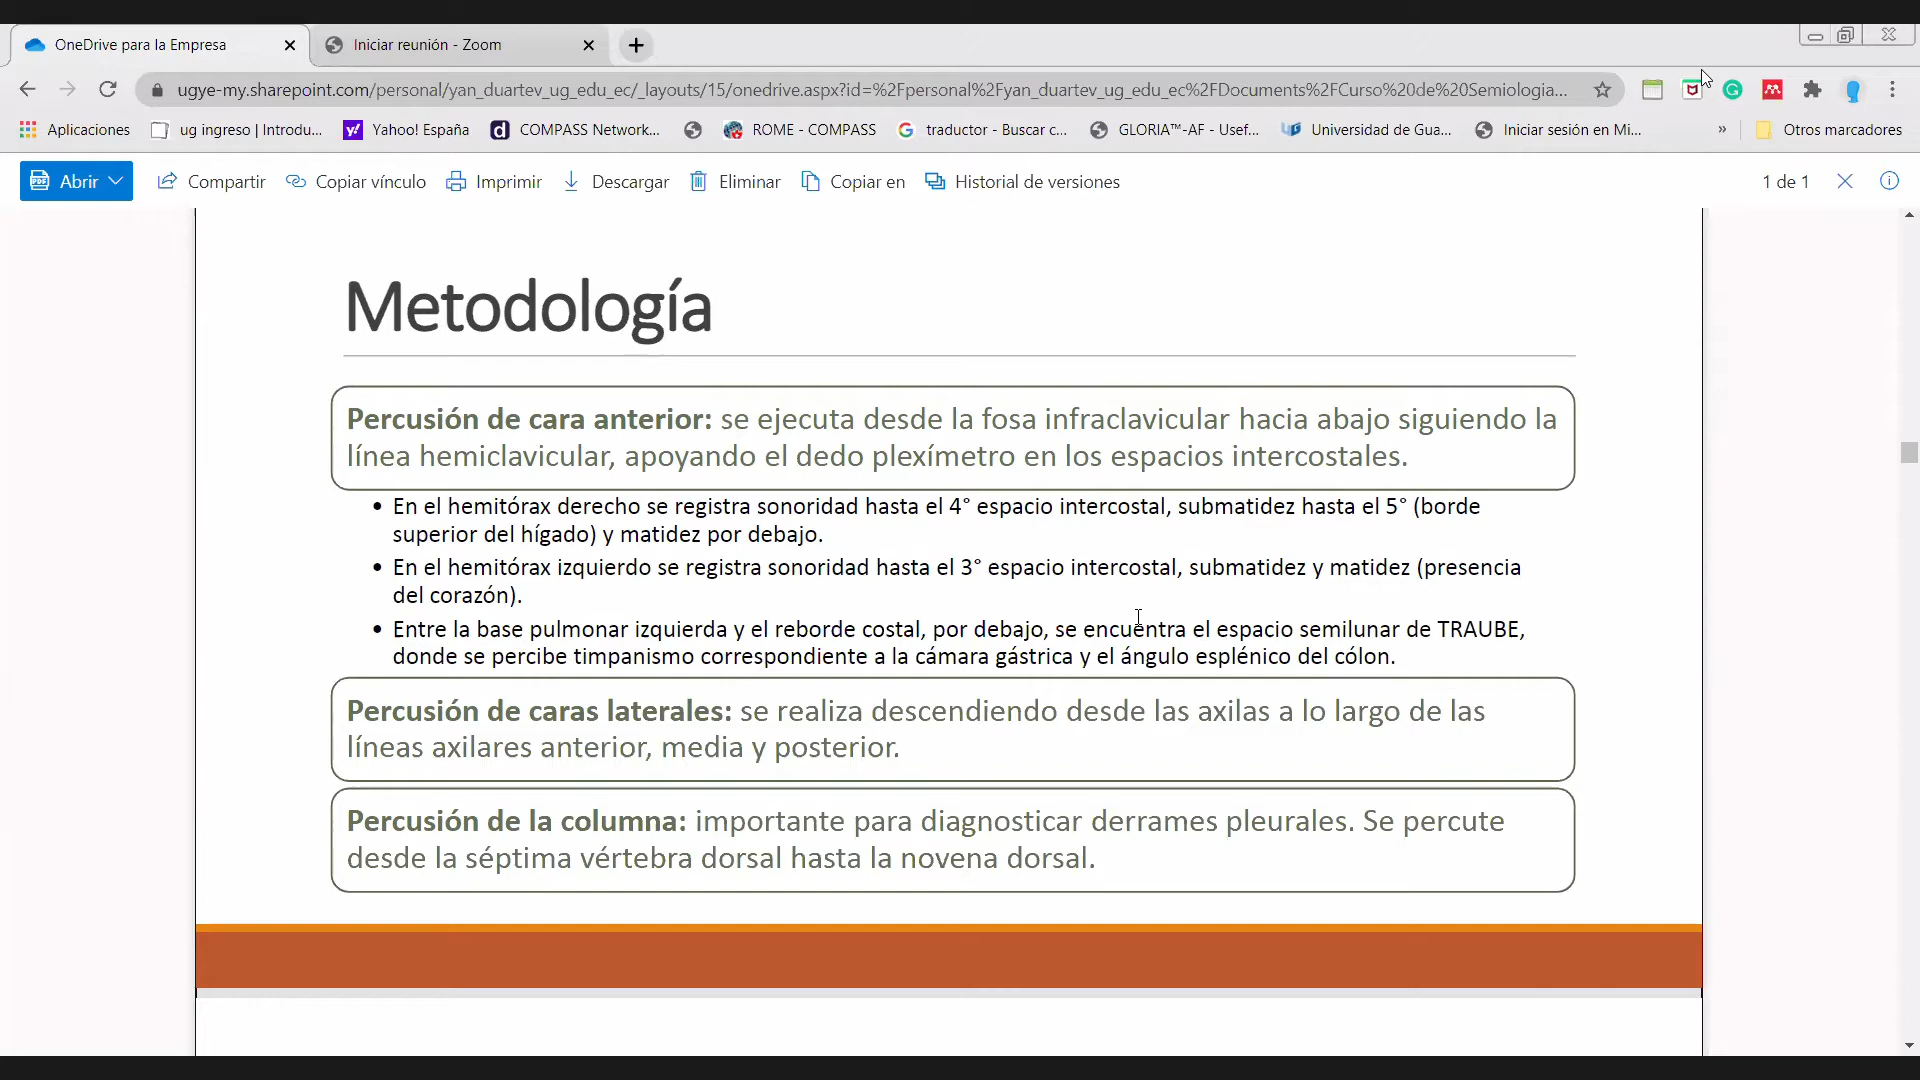 OneDrive para la Empresa
Iniciar reunión - Zoom
ugye-my.sharepoint.com/personal/yan_duartev_ug_edu_ec/_layouts/15/onedrive.aspx?id=%2Fpersonal%2Fyan_duartev_ug_edu_ec%2FDocuments%2FCurso%20de%20Semiologia...
Aplicaciones
ug ingreso | Introdu...
Yahoo! España
COMPASS Network...
ROME - COMPASS
traductor - Buscar c...
GLORIA™-AF - Usef...
Universidad de Gua...
Iniciar sesión en Mi...
»
Otros marcadores
Abrir
Compartir
Copiar vínculo
Imprimir
Descargar
Eliminar
Copiar en
Historial de versiones
1 de 1
Metodología
Percusión de cara anterior: se ejecuta desde la fosa infraclavicular hacia abajo siguiendo la
línea hemiclavicular, apoyando el dedo plexímetro en los espacios intercostales.
• En el hemitórax derecho se registra sonoridad hasta el 4° espacio intercostal, submatidez hasta el 5° (borde
superior del hígado) y matidez por debajo.
• En el hemitórax izquierdo se registra sonoridad hasta el 3° espacio intercostal, submatidez y matidez (presencia
del corazón).
• Entre la base pulmonar izquierda y el reborde costal, por debajo, se encuentra el espacio semilunar de TRAUBE,
donde se percibe timpanismo correspondiente a la cámara gástrica y el ángulo esplénico del cólon.
Percusión de caras laterales: se realiza descendiendo desde las axilas a lo largo de las
líneas axilares anterior, media y posterior.
Percusión de la columna: importante para diagnosticar derrames pleurales. Se percute
desde la séptima vértebra dorsal hasta la novena dorsal.